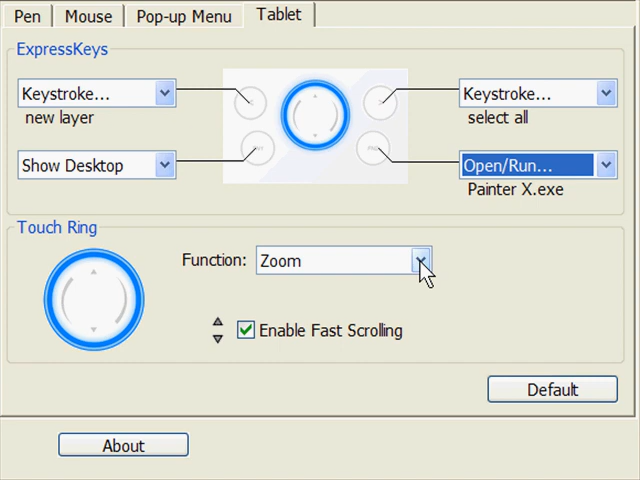 Pen Mouse Pop-up Menu Tablet
ExpressKeys
Keystroke... Keystroke...
new layer select all
Show Desktop Open/Run...
Painter X.exe
Touch Ring
Function: Zoom
Enable Fast Scrolling
Default
About